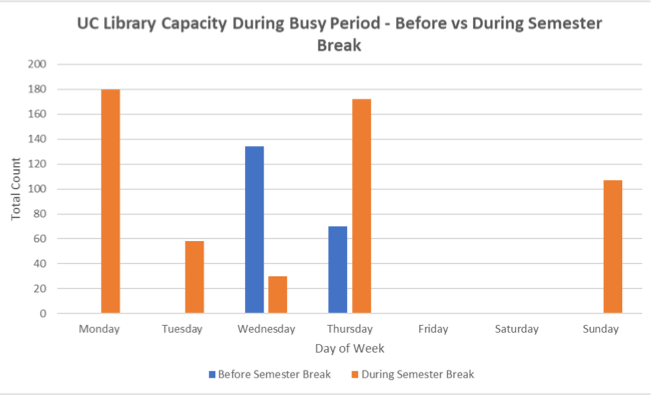 UC Library Capacity During Busy Period - Before vs During Semester
Break
200
180
160
140
120
100
80
60
40
20
0
Total Count
Monday Tuesday Wednesday Thursday Friday Saturday Sunday
Day of Week
Before Semester Break During Semester Break